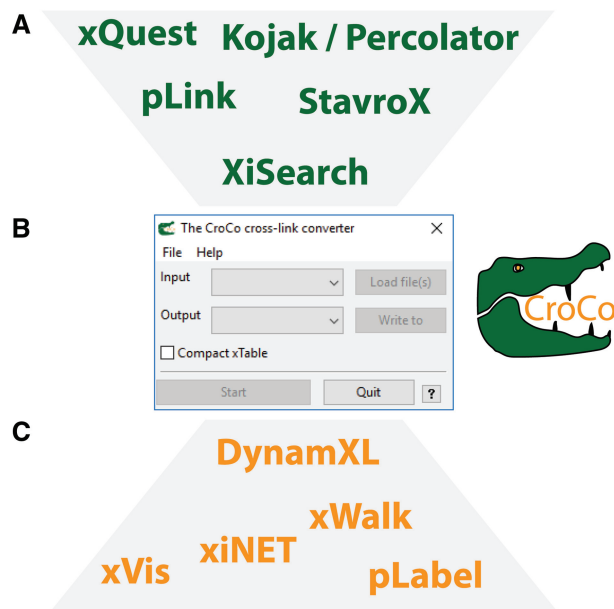 A
xQuest Kojak / Percolator
pLink StavroX
XiSearch
B
The CroCo cross-link converter
File Help
Input Load file(s)
Output Write to
Compact xTable
Start Quit ?
CroCo
C
DynamXL
xWalk
xiNET
xVis pLabel